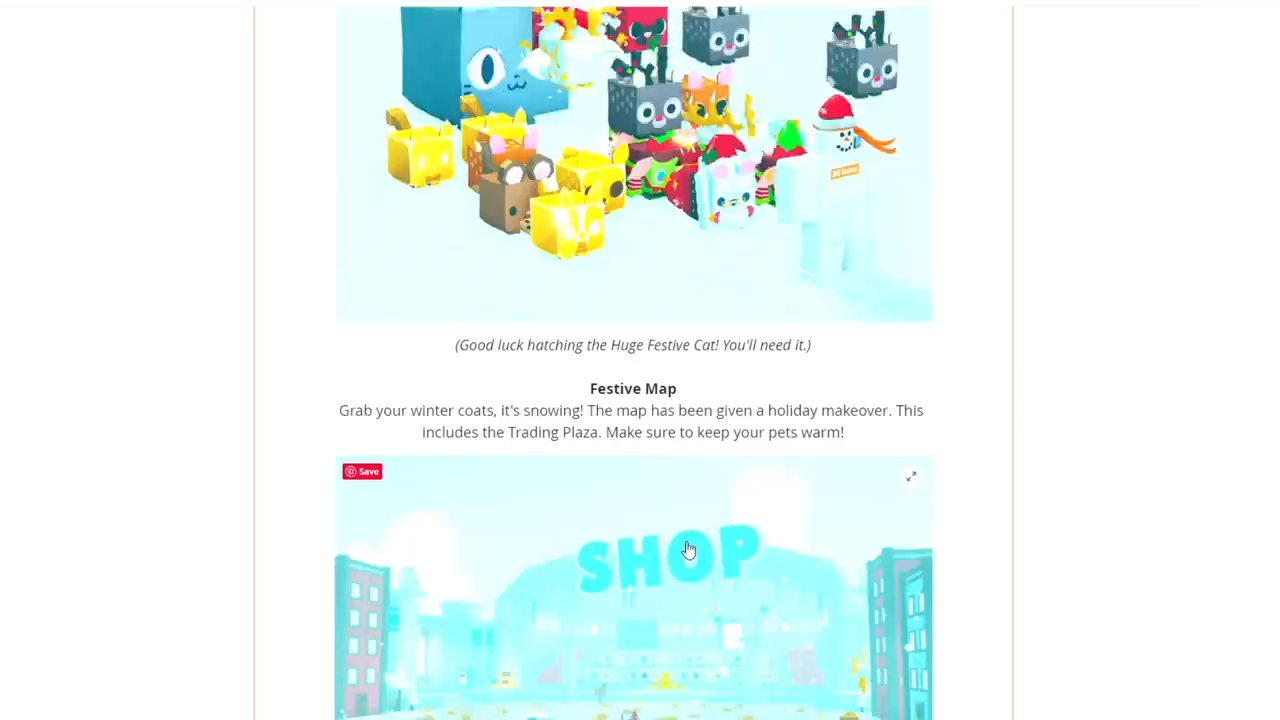 (Good luck hatching the Huge Festive Cat! You'll need it.)
Festive Map
Grab your winter coats, it's snowing! The map has been given a holiday makeover. This
includes the Trading Plaza. Make sure to keep your pets warm!
Save
SHOP